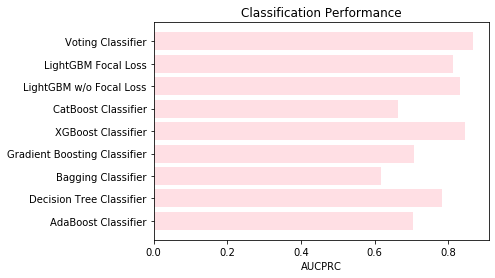 Classification Performance
Voting Classifier
LightGBM Focal Loss
LightGBM w/o Focal Loss
CatBoost Classifier
XGBoost Classifier
Gradient Boosting Classifier
Bagging Classifier
Decision Tree Classifier
AdaBoost Classifier
0.0 0.2 0.4 0.6 0.8
AUCPRC